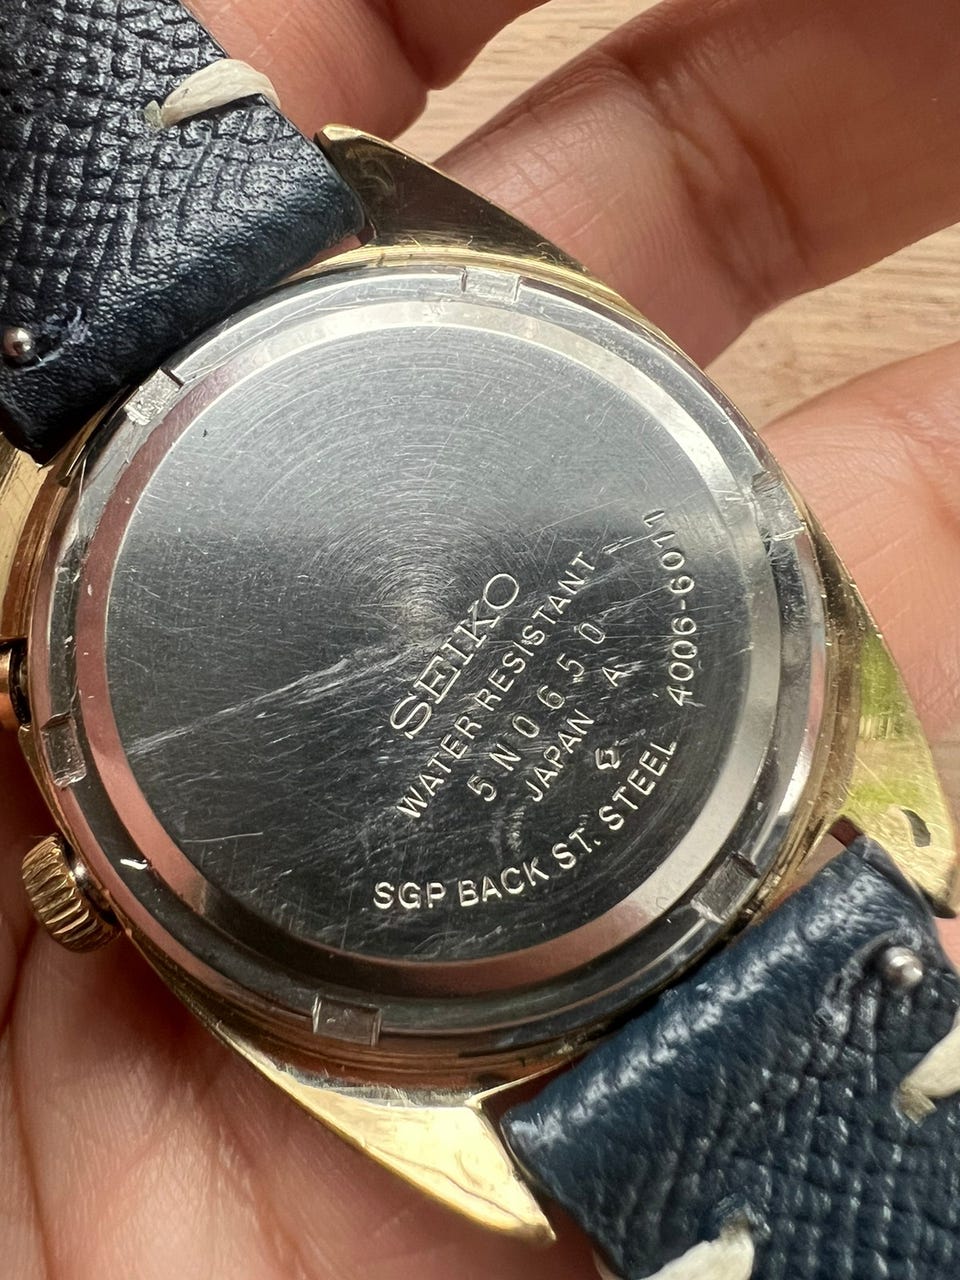 SEIKO
WATER RESISTANT
5N0650
JAPAN A
SGP BACK ST. STEEL 4006-6011